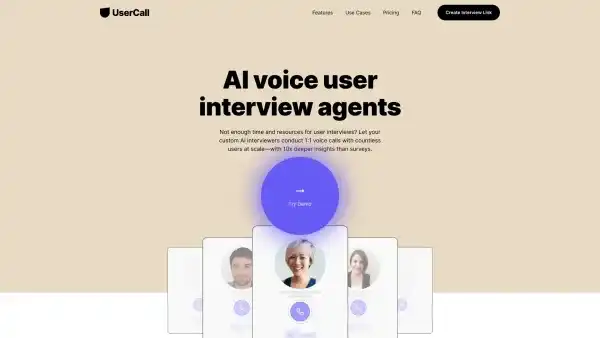 UserCall
Features
Use Cases
Pricing
FAQ
Create Interview Link
AI voice user
interview agents
Not enough time and resources for user interviews? Let your
custom AI interviewers conduct 1:1 voice calls with countless
users at scale—with 10x deeper insights than surveys.
→
Try Demo